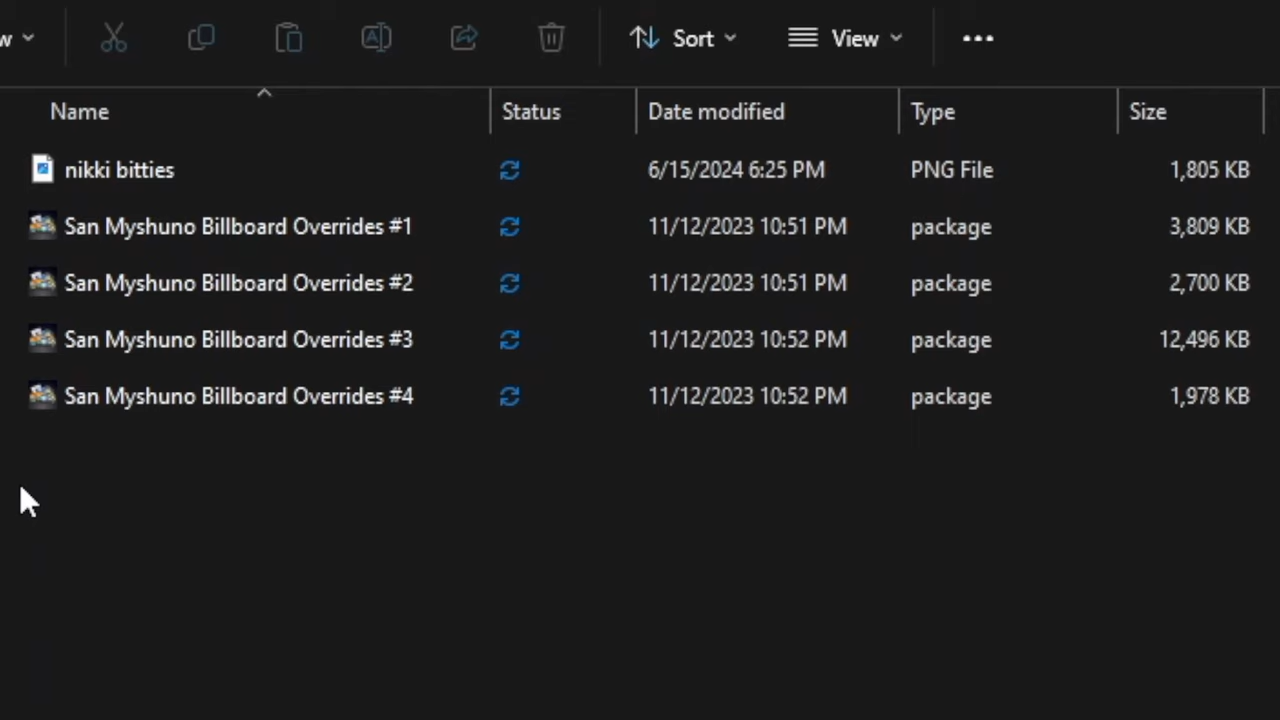 w
Sort
View
Name Status Date modified Type Size
nikki bitties 6/15/2024 6:25 PM PNG File 1,805 KB
San Myshuno Billboard Overrides #1 11/12/2023 10:51 PM package 3,809 KB
San Myshuno Billboard Overrides #2 11/12/2023 10:51 PM package 2,700 KB
San Myshuno Billboard Overrides #3 11/12/2023 10:52 PM package 12,496 KB
San Myshuno Billboard Overrides #4 11/12/2023 10:52 PM package 1,978 KB